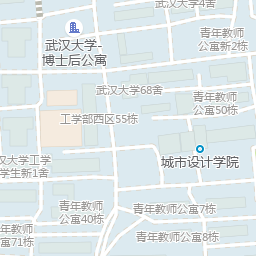 武汉大学4舍
武汉大学-
博士后公寓
青年教师
公寓新2栋
武汉大学68舍
青年教师
公寓50栋
工学部西区55栋
城市设计学院
汉大学工学
学生新1舍
青年教师
公寓40栋
青年教师公寓7栋
青年教师
公寓8栋
青年教师
寓71栋